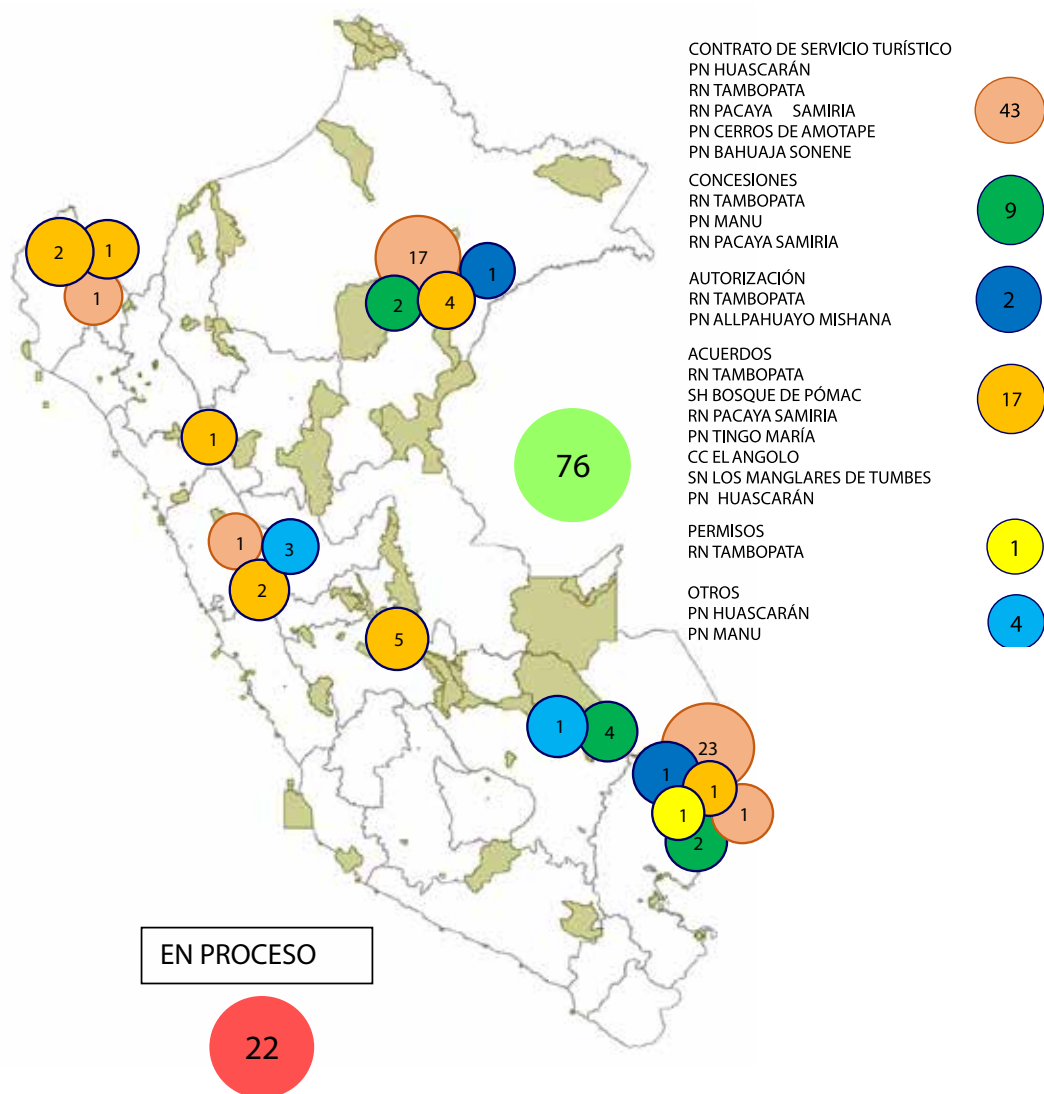 CONTRATO DE SERVICIO TURÍSTICO
PN HUASCARÁN
RN TAMBOPATA
RN PACAYA SAMIRIA
PN CERROS DE AMOTAPE
PN BAHUAJA SONENE
43
CONCESIONES
RN TAMBOPATA
PN MANU
RN PACAYA SAMIRIA
9
AUTORIZACIÓN
RN TAMBOPATA
PN ALLPAHUAYO MISHANA
2
ACUERDOS
RN TAMBOPATA
SH BOSQUE DE PÓMAC
RN PACAYA SAMIRIA
PN TINGO MARÍA
CC EL ANGOLO
SN LOS MANGLARES DE TUMBES
PN HUASCARÁN
17
PERMISOS
RN TAMBOPATA
1
OTROS
PN HUASCARÁN
PN MANU
4
2
1
1
17
1
2
4
1
76
1
3
2
5
1
4
23
1
1
1
1
2
EN PROCESO
22